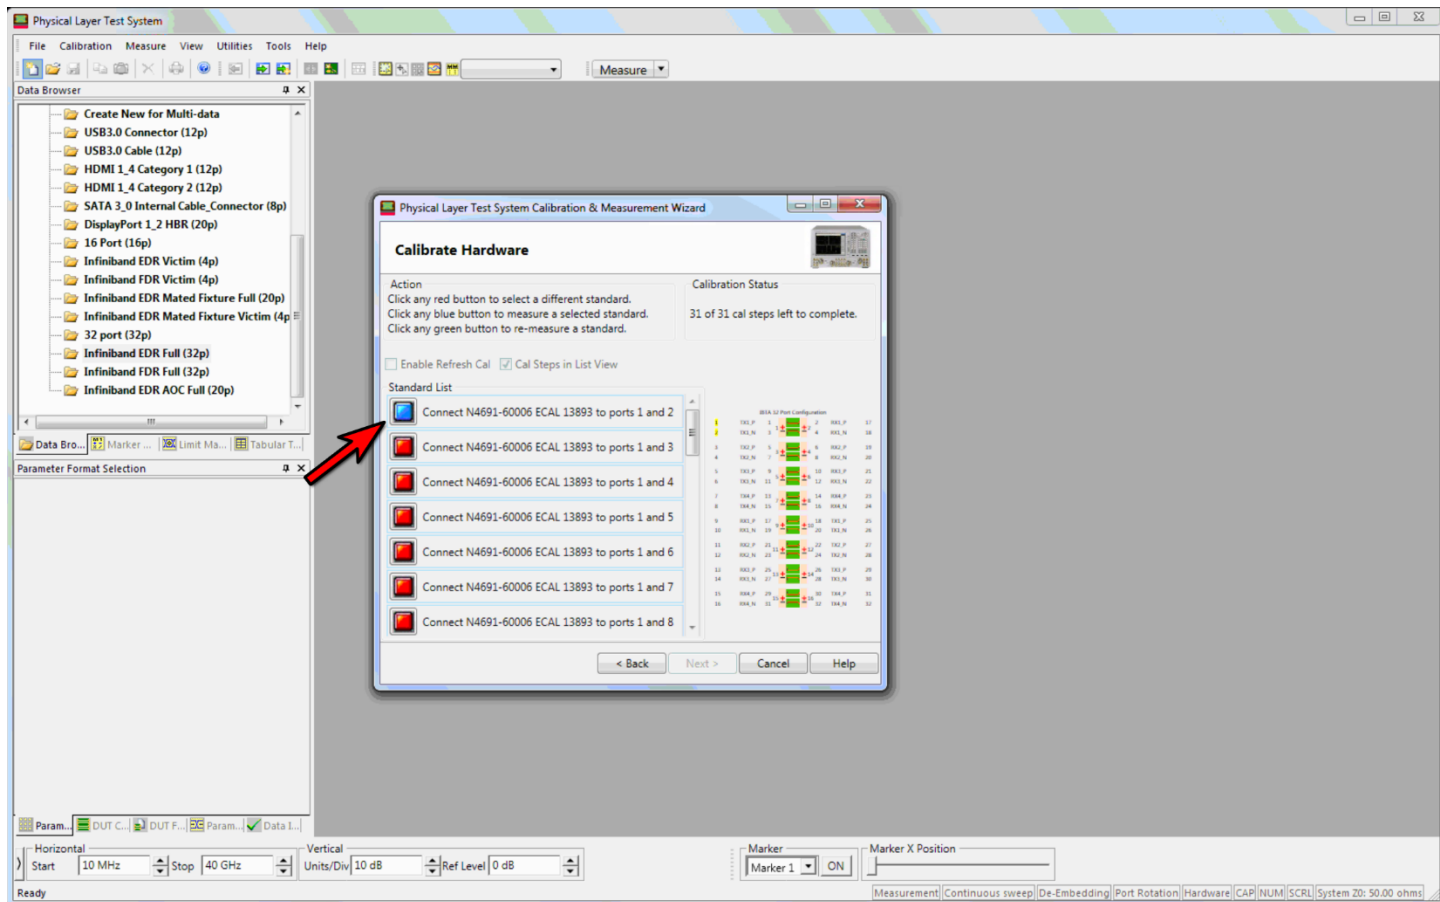 Physical Layer Test System
File Calibration Measure View Utilities Tools Help
Measure
Data Browser
Create New for Multi-data
USB3.0 Connector (12p)
USB3.0 Cable (12p)
HDMI 1_4 Category 1 (12p)
HDMI 1_4 Category 2 (12p)
SATA 3_0 Internal Cable_Connector (8p)
DisplayPort 1_2 HBR (20p)
16 Port (16p)
Infiniband EDR Victim (4p)
Infiniband FDR Victim (4p)
Infiniband EDR Mated Fixture Full (20p)
Infiniband EDR Mated Fixture Victim (4p
32 port (32p)
Infiniband EDR Full (32p)
Infiniband FDR Full (32p)
Infiniband EDR AOC Full (20p)
Data Bro... Marker ... Limit Ma... Tabular T...
Parameter Format Selection
Param... DUT C... DUT F... Param... Data I...
Physical Layer Test System Calibration & Measurement Wizard
Calibrate Hardware
Action
Click any red button to select a different standard.
Click any blue button to measure a selected standard.
Click any green button to re-measure a standard.
Calibration Status
31 of 31 cal steps left to complete.
Enable Refresh Cal Cal Steps in List View
Standard List
Connect N4691-60006 ECAL 13893 to ports 1 and 2
Connect N4691-60006 ECAL 13893 to ports 1 and 3
Connect N4691-60006 ECAL 13893 to ports 1 and 4
Connect N4691-60006 ECAL 13893 to ports 1 and 5
Connect N4691-60006 ECAL 13893 to ports 1 and 6
Connect N4691-60006 ECAL 13893 to ports 1 and 7
Connect N4691-60006 ECAL 13893 to ports 1 and 8
< Back Next > Cancel Help
Horizontal
Start 10 MHz Stop 40 GHz
Vertical
Units/Div 10 dB Ref Level 0 dB
Marker
Marker 1 ON
Marker X Position
Ready
Measurement Continuous sweep De-Embedding Port Rotation Hardware CAP NUM SCRL System Z0: 50.00 ohms